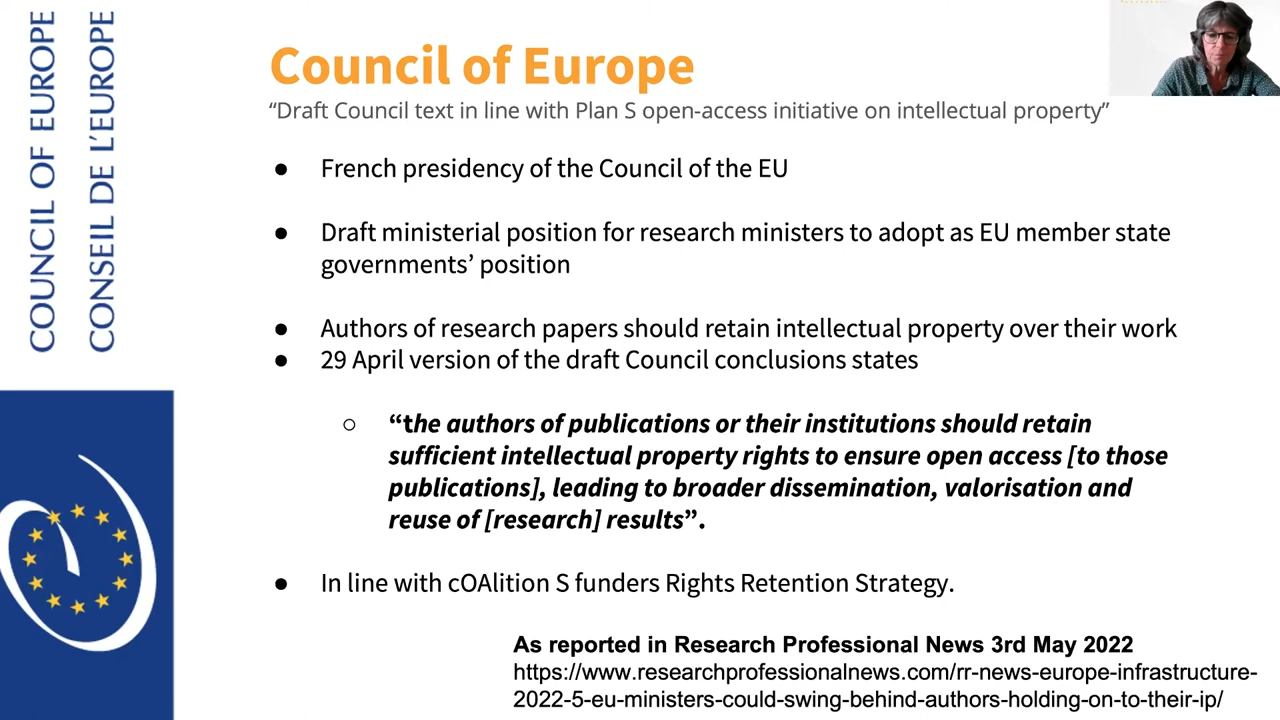 COUNCIL OF EUROPE
CONSEIL DE L'EUROPE
Council of Europe
“Draft Council text in line with Plan S open-access initiative on intellectual property”
● French presidency of the Council of the EU
● Draft ministerial position for research ministers to adopt as EU member state
governments’ position
● Authors of research papers should retain intellectual property over their work
● 29 April version of the draft Council conclusions states
○ “the authors of publications or their institutions should retain
sufficient intellectual property rights to ensure open access [to those
publications], leading to broader dissemination, valorisation and
reuse of [research] results”.
● In line with cOAlition S funders Rights Retention Strategy.
As reported in Research Professional News 3rd May 2022
https://www.researchprofessionalnews.com/rr-news-europe-infrastructure-
2022-5-eu-ministers-could-swing-behind-authors-holding-on-to-their-ip/